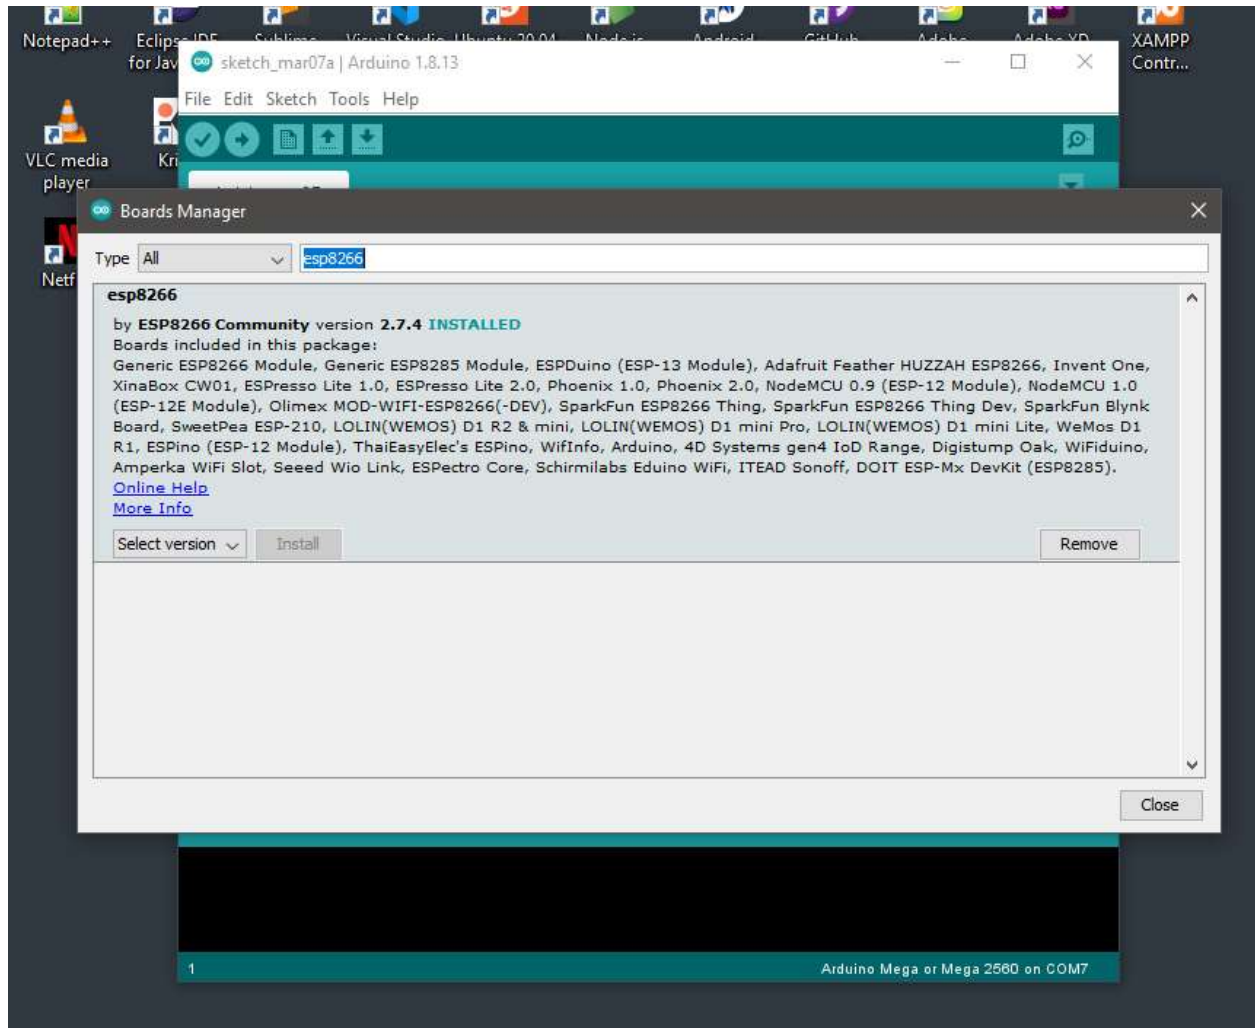 Notepad++
for Jav
XAMPP
Contr...
VLC media
player
Kri
Netf
sketch_mar07a | Arduino 1.8.13
File Edit Sketch Tools Help
Boards Manager
Type All esp8266
esp8266
by ESP8266 Community version 2.7.4 INSTALLED
Boards included in this package:
Generic ESP8266 Module, Generic ESP8285 Module, ESPDuino (ESP-13 Module), Adafruit Feather HUZZAH ESP8266, Invent One,
XinaBox CW01, ESPresso Lite 1.0, ESPresso Lite 2.0, Phoenix 1.0, Phoenix 2.0, NodeMCU 0.9 (ESP-12 Module), NodeMCU 1.0
(ESP-12E Module), Olimex MOD-WIFI-ESP8266(-DEV), SparkFun ESP8266 Thing, SparkFun ESP8266 Thing Dev, SparkFun Blynk
Board, SweetPea ESP-210, LOLIN(WEMOS) D1 R2 & mini, LOLIN(WEMOS) D1 mini Pro, LOLIN(WEMOS) D1 mini Lite, WeMos D1
R1, ESPino (ESP-12 Module), ThaiEasyElec's ESPino, WifInfo, Arduino, 4D Systems gen4 IoD Range, Digistump Oak, WiFiduino,
Amperka WiFi Slot, Seeed Wio Link, ESPectro Core, Schirmilabs Eduino WiFi, ITEAD Sonoff, DOIT ESP-Mx DevKit (ESP8285).
Online Help
More Info
Select version Install Remove
Close
1 Arduino Mega or Mega 2560 on COM7